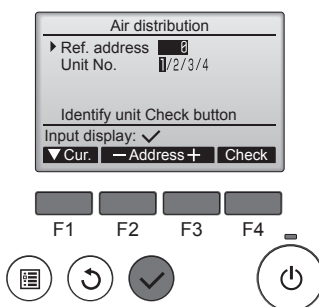 Air distribution
Ref. address 0
Unit No. 1/2/3/4
Identify unit Check button
Input display: ✓
▼ Cur. − Address + Check
F1 F2 F3 F4